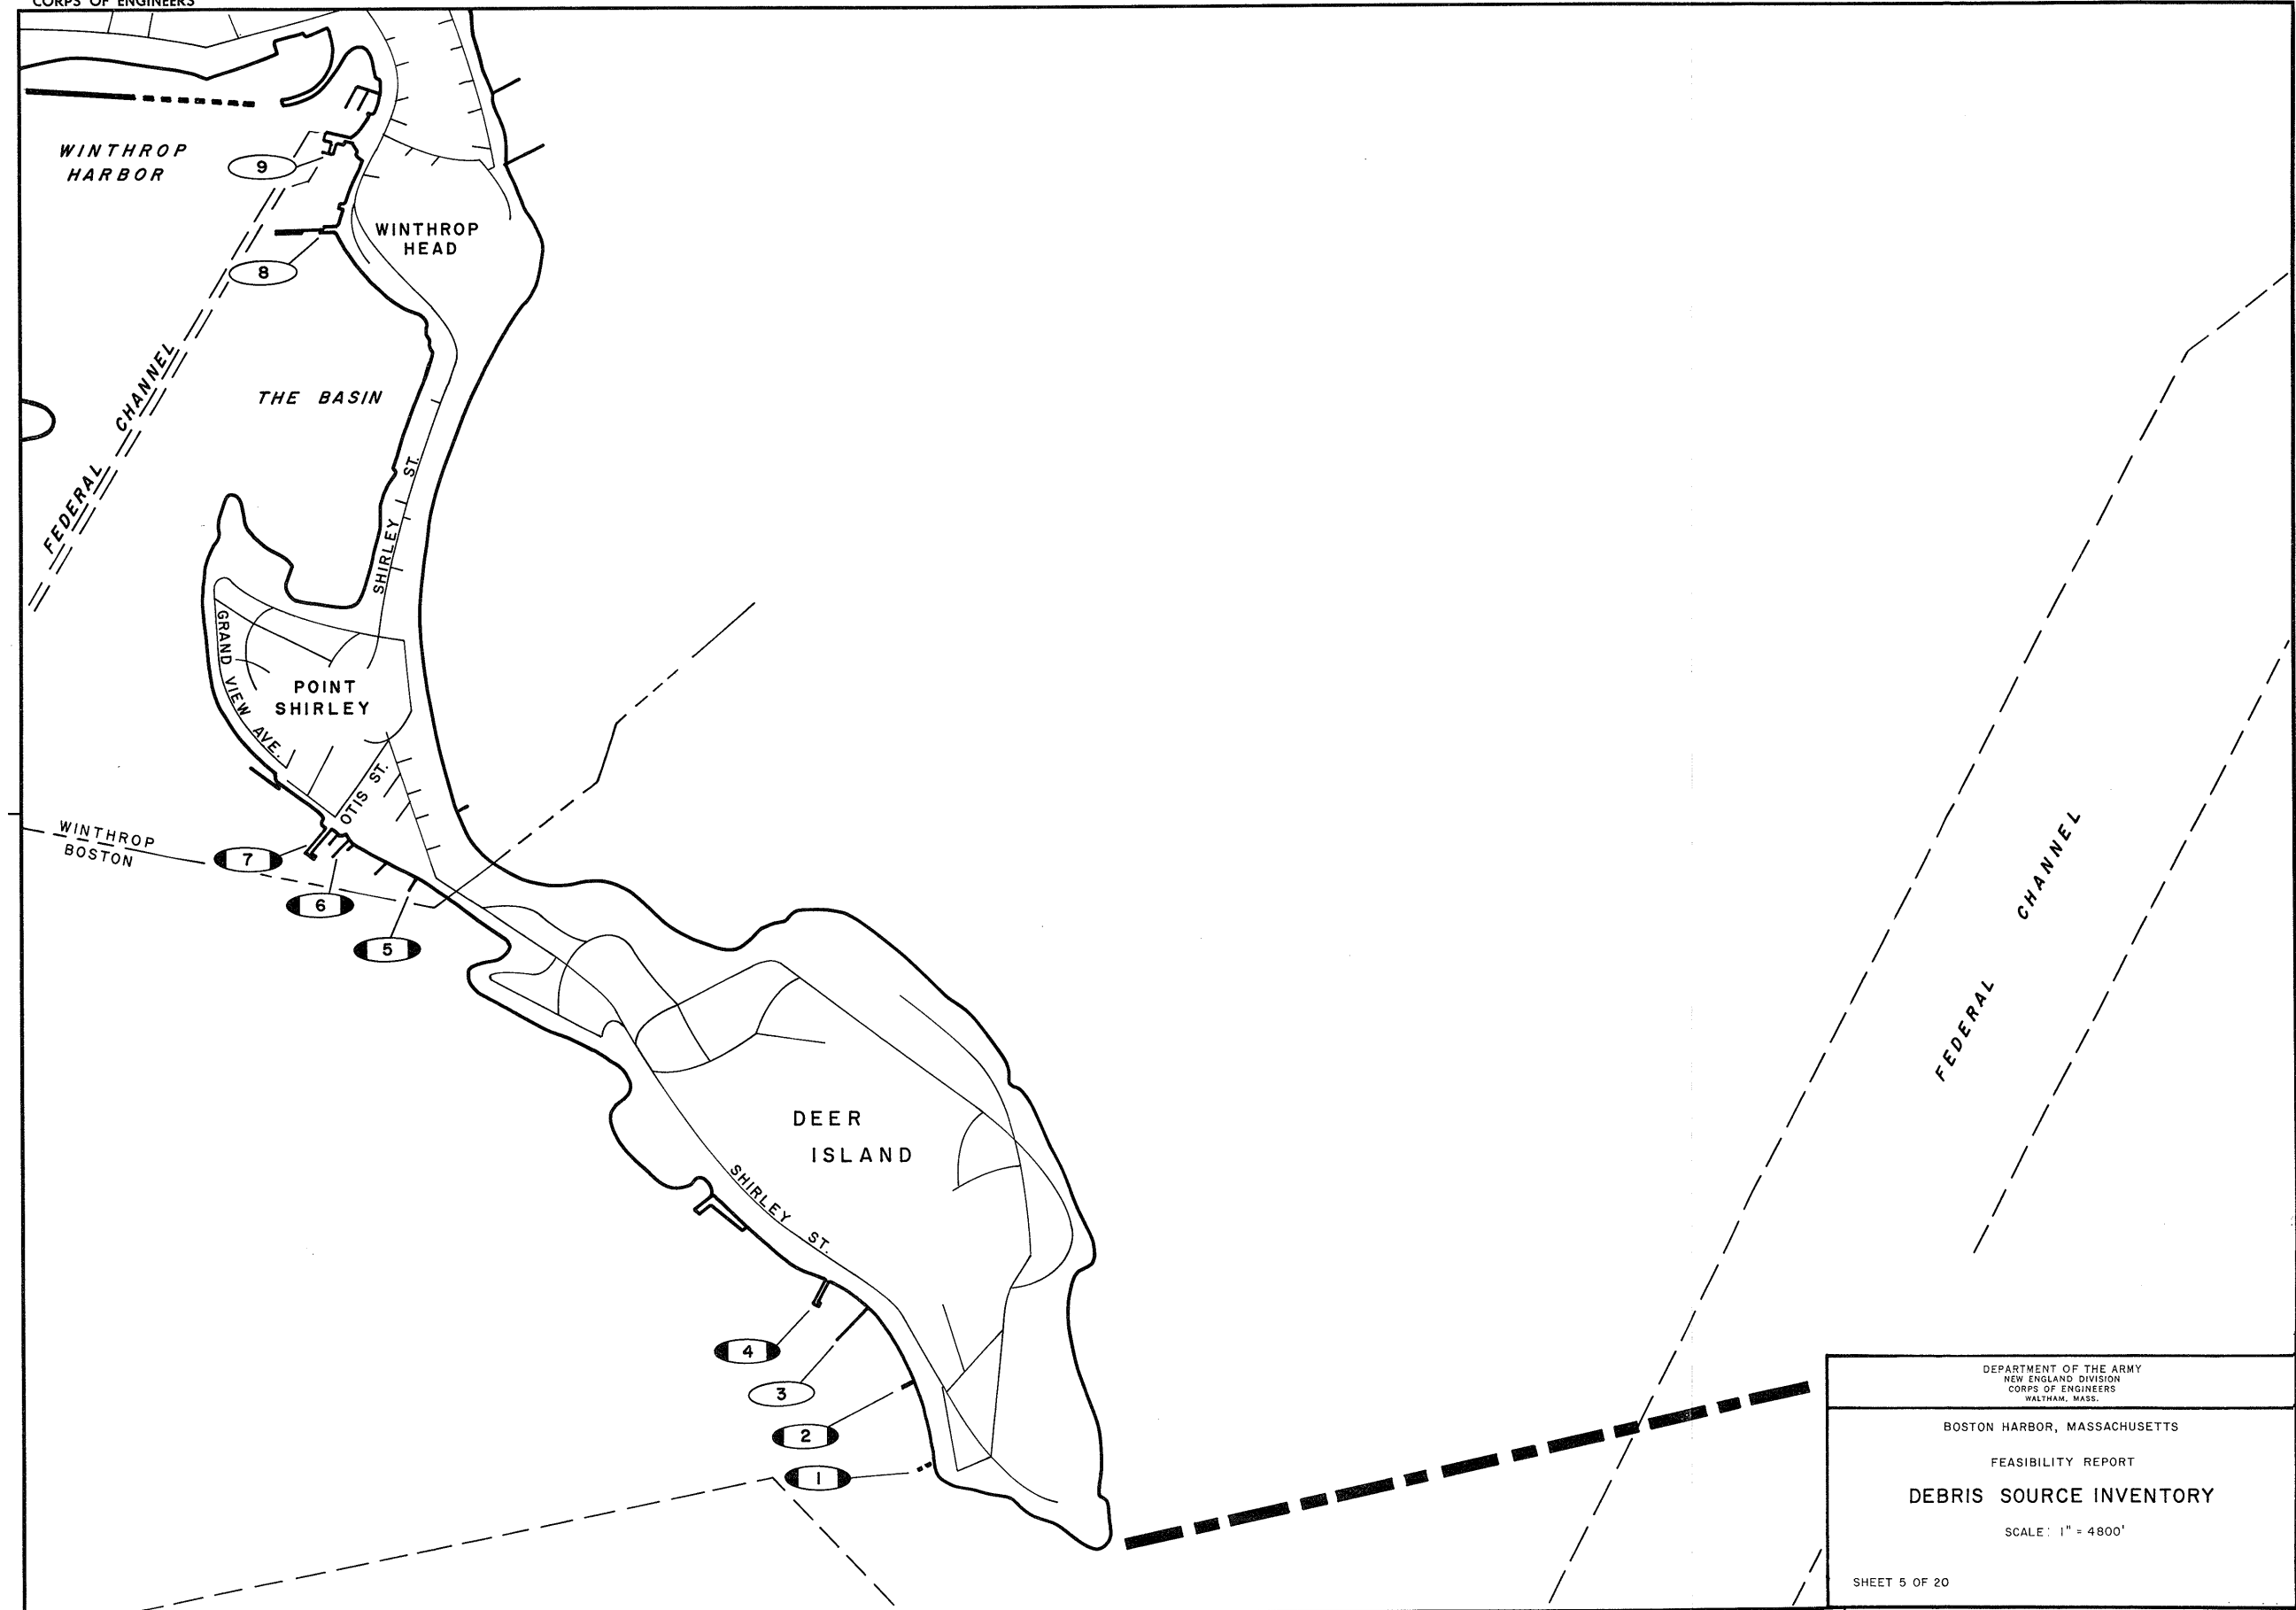 CORPS OF ENGINEERS
WINTHROP
HARBOR
9
WINTHROP
HEAD
8
FEDERAL CHANNEL
THE BASIN
SHIRLEY ST.
GRAND VIEW AVE.
POINT
SHIRLEY
OTIS ST.
WINTHROP
BOSTON
7
6
5
FEDERAL CHANNEL
DEER
ISLAND
SHIRLEY ST.
4
3
2
1
DEPARTMENT OF THE ARMY
NEW ENGLAND DIVISION
CORPS OF ENGINEERS
WALTHAM, MASS.
BOSTON HARBOR, MASSACHUSETTS
FEASIBILITY REPORT
DEBRIS SOURCE INVENTORY
SCALE: 1" = 4800'
SHEET 5 OF 20